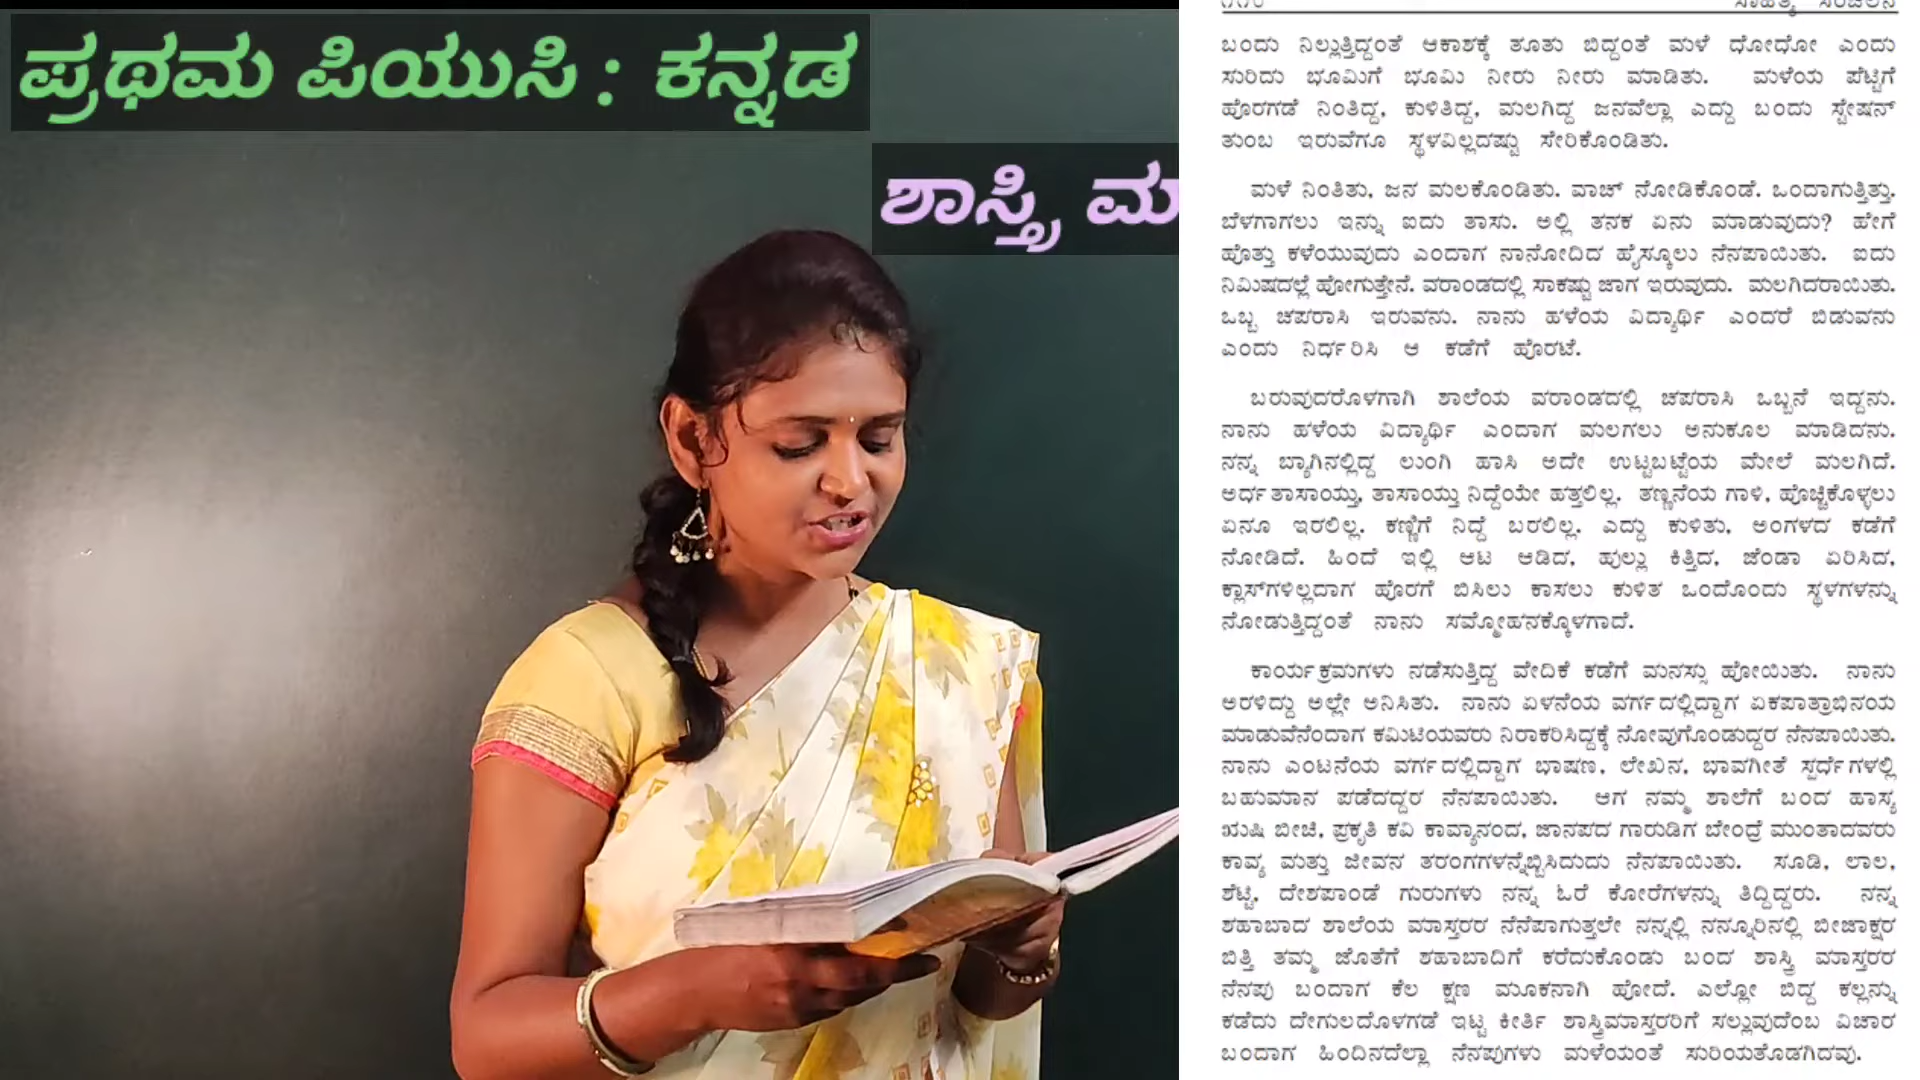 ಪ್ರಥಮ ಪಿಯುಸಿ : ಕನ್ನಡ
ಶಾಸ್ತ್ರಿ ಮ
೧೧೦ ಸಾಹಿತ್ಯ ಸಂಚಲನ
ಬಂದು ನಿಲ್ಲುತ್ತಿದ್ದಂತೆ ಆಕಾಶಕ್ಕೆ ತೂತು ಬಿದ್ದಂತೆ ಮಳೆ ಧೋಧೋ ಎಂದು
ಸುರಿದು ಭೂಮಿಗೆ ಭೂಮಿ ನೀರು ನೀರು ಮಾಡಿತು. ಮಳೆಯ ಪೆಟ್ಟಿಗೆ
ಹೊರಗಡೆ ನಿಂತಿದ್ದ, ಕುಳಿತಿದ್ದ, ಮಲಗಿದ್ದ ಜನವೆಲ್ಲಾ ಎದ್ದು ಬಂದು ಸ್ಟೇಷನ್
ತುಂಬ ಇರುವೆಗೂ ಸ್ಥಳವಿಲ್ಲದಷ್ಟು ಸೇರಿಕೊಂಡಿತು.
ಮಳೆ ನಿಂತಿತು, ಜನ ಮಲಕೊಂಡಿತು. ವಾಚ್ ನೋಡಿಕೊಂಡೆ. ಒಂದಾಗುತ್ತಿತ್ತು.
ಬೆಳಗಾಗಲು ಇನ್ನು ಐದು ತಾಸು. ಅಲ್ಲಿ ತನಕ ಏನು ಮಾಡುವುದು? ಹೇಗೆ
ಹೊತ್ತು ಕಳೆಯುವುದು ಎಂದಾಗ ನಾನೋದಿದ ಹೈಸ್ಕೂಲು ನೆನಪಾಯಿತು. ಐದು
ನಿಮಿಷದಲ್ಲೆ ಹೋಗುತ್ತೇನೆ. ವರಾಂಡದಲ್ಲಿ ಸಾಕಷ್ಟು ಜಾಗ ಇರುವುದು. ಮಲಗಿದರಾಯಿತು.
ಒಬ್ಬ ಚಪರಾಸಿ ಇರುವನು. ನಾನು ಹಳೆಯ ವಿದ್ಯಾರ್ಥಿ ಎಂದರೆ ಬಿಡುವನು
ಎಂದು ನಿರ್ಧರಿಸಿ ಆ ಕಡೆಗೆ ಹೊರಟೆ.
ಬರುವುದರೊಳಗಾಗಿ ಶಾಲೆಯ ವರಾಂಡದಲ್ಲಿ ಚಪರಾಸಿ ಒಬ್ಬನೆ ಇದ್ದನು.
ನಾನು ಹಳೆಯ ವಿದ್ಯಾರ್ಥಿ ಎಂದಾಗ ಮಲಗಲು ಅನುಕೂಲ ಮಾಡಿದನು.
ನನ್ನ ಬ್ಯಾಗಿನಲ್ಲಿದ್ದ ಲುಂಗಿ ಹಾಸಿ ಅದೇ ಉಟ್ಟಬಟ್ಟೆಯ ಮೇಲೆ ಮಲಗಿದೆ.
ಅರ್ಧತಾಸಾಯ್ತು, ತಾಸಾಯ್ತು ನಿದ್ದೆಯೇ ಹತ್ತಲಿಲ್ಲ. ತಣ್ಣನೆಯ ಗಾಳಿ, ಹೊಚ್ಚಿಕೊಳ್ಳಲು
ಏನೂ ಇರಲಿಲ್ಲ. ಕಣ್ಣಿಗೆ ನಿದ್ದೆ ಬರಲಿಲ್ಲ. ಎದ್ದು ಕುಳಿತು, ಅಂಗಳದ ಕಡೆಗೆ
ನೋಡಿದೆ. ಹಿಂದೆ ಇಲ್ಲಿ ಆಟ ಆಡಿದ, ಹುಲ್ಲು ಕಿತ್ತಿದ, ಜೆಂಡಾ ಏರಿಸಿದ,
ಕ್ಲಾಸ್‌ಗಳಿಲ್ಲದಾಗ ಹೊರಗೆ ಬಿಸಿಲು ಕಾಸಲು ಕುಳಿತ ಒಂದೊಂದು ಸ್ಥಳಗಳನ್ನು
ನೋಡುತ್ತಿದ್ದಂತೆ ನಾನು ಸಮ್ಮೋಹನಕ್ಕೊಳಗಾದೆ.
ಕಾರ್ಯಕ್ರಮಗಳು ನಡೆಸುತ್ತಿದ್ದ ವೇದಿಕೆ ಕಡೆಗೆ ಮನಸ್ಸು ಹೋಯಿತು. ನಾನು
ಅರಳಿದ್ದು ಅಲ್ಲೇ ಅನಿಸಿತು. ನಾನು ಏಳನೆಯ ವರ್ಗದಲ್ಲಿದ್ದಾಗ ಏಕಪಾತ್ರಾಭಿನಯ
ಮಾಡುವೆನೆಂದಾಗ ಕಮಿಟಿಯವರು ನಿರಾಕರಿಸಿದ್ದಕ್ಕೆ ನೋವುಗೊಂಡುದ್ದರ ನೆನಪಾಯಿತು.
ನಾನು ಎಂಟನೆಯ ವರ್ಗದಲ್ಲಿದ್ದಾಗ ಭಾಷಣ, ಲೇಖನ, ಭಾವಗೀತೆ ಸ್ಪರ್ಧೆಗಳಲ್ಲಿ
ಬಹುಮಾನ ಪಡೆದದ್ದರ ನೆನಪಾಯಿತು. ಆಗ ನಮ್ಮ ಶಾಲೆಗೆ ಬಂದ ಹಾಸ್ಯ
ಋಷಿ ಬೀಚಿ, ಪ್ರಕೃತಿ ಕವಿ ಕಾವ್ಯಾನಂದ, ಜಾನಪದ ಗಾರುಡಿಗ ಬೇಂದ್ರೆ ಮುಂತಾದವರು
ಕಾವ್ಯ ಮತ್ತು ಜೀವನ ತರಂಗಗಳನ್ನೆಬ್ಬಿಸಿದುದು ನೆನಪಾಯಿತು. ಸೂಡಿ, ಲಾಲ,
ಶೆಟ್ಟಿ, ದೇಶಪಾಂಡೆ ಗುರುಗಳು ನನ್ನ ಓರೆ ಕೋರೆಗಳನ್ನು ತಿದ್ದಿದ್ದರು. ನನ್ನ
ಶಹಾಬಾದ ಶಾಲೆಯ ಮಾಸ್ತರರ ನೆನೆಪಾಗುತ್ತಲೇ ನನ್ನಲ್ಲಿ ನನ್ನೂರಿನಲ್ಲಿ ಬೀಜಾಕ್ಷರ
ಬಿತ್ತಿ ತಮ್ಮ ಜೊತೆಗೆ ಶಹಾಬಾದಿಗೆ ಕರೆದುಕೊಂಡು ಬಂದ ಶಾಸ್ತ್ರಿ ಮಾಸ್ತರರ
ನೆನಪು ಬಂದಾಗ ಕೆಲ ಕ್ಷಣ ಮೂಕನಾಗಿ ಹೋದೆ. ಎಲ್ಲೋ ಬಿದ್ದ ಕಲ್ಲನ್ನು
ಕಡೆದು ದೇಗುಲದೊಳಗಡೆ ಇಟ್ಟ ಕೀರ್ತಿ ಶಾಸ್ತ್ರಿಮಾಸ್ತರರಿಗೆ ಸಲ್ಲುವುದೆಂಬ ವಿಚಾರ
ಬಂದಾಗ ಹಿಂದಿನದೆಲ್ಲಾ ನೆನಪುಗಳು ಮಳೆಯಂತೆ ಸುರಿಯತೊಡಗಿದವು.